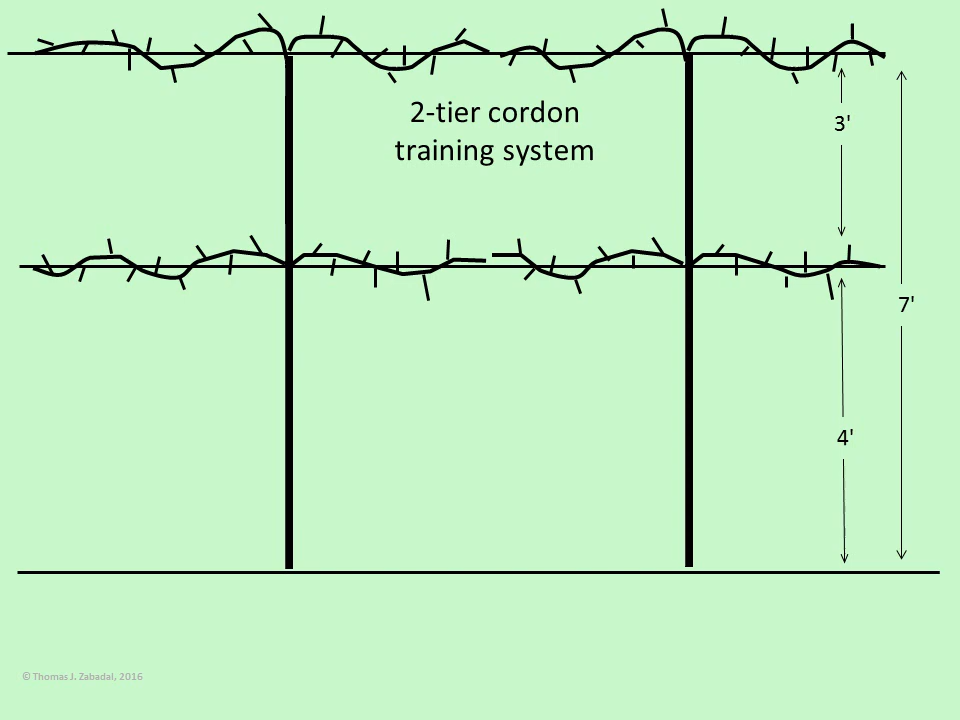 2-tier cordon
training system
3'
7'
4'
© Thomas J. Zabadal, 2016